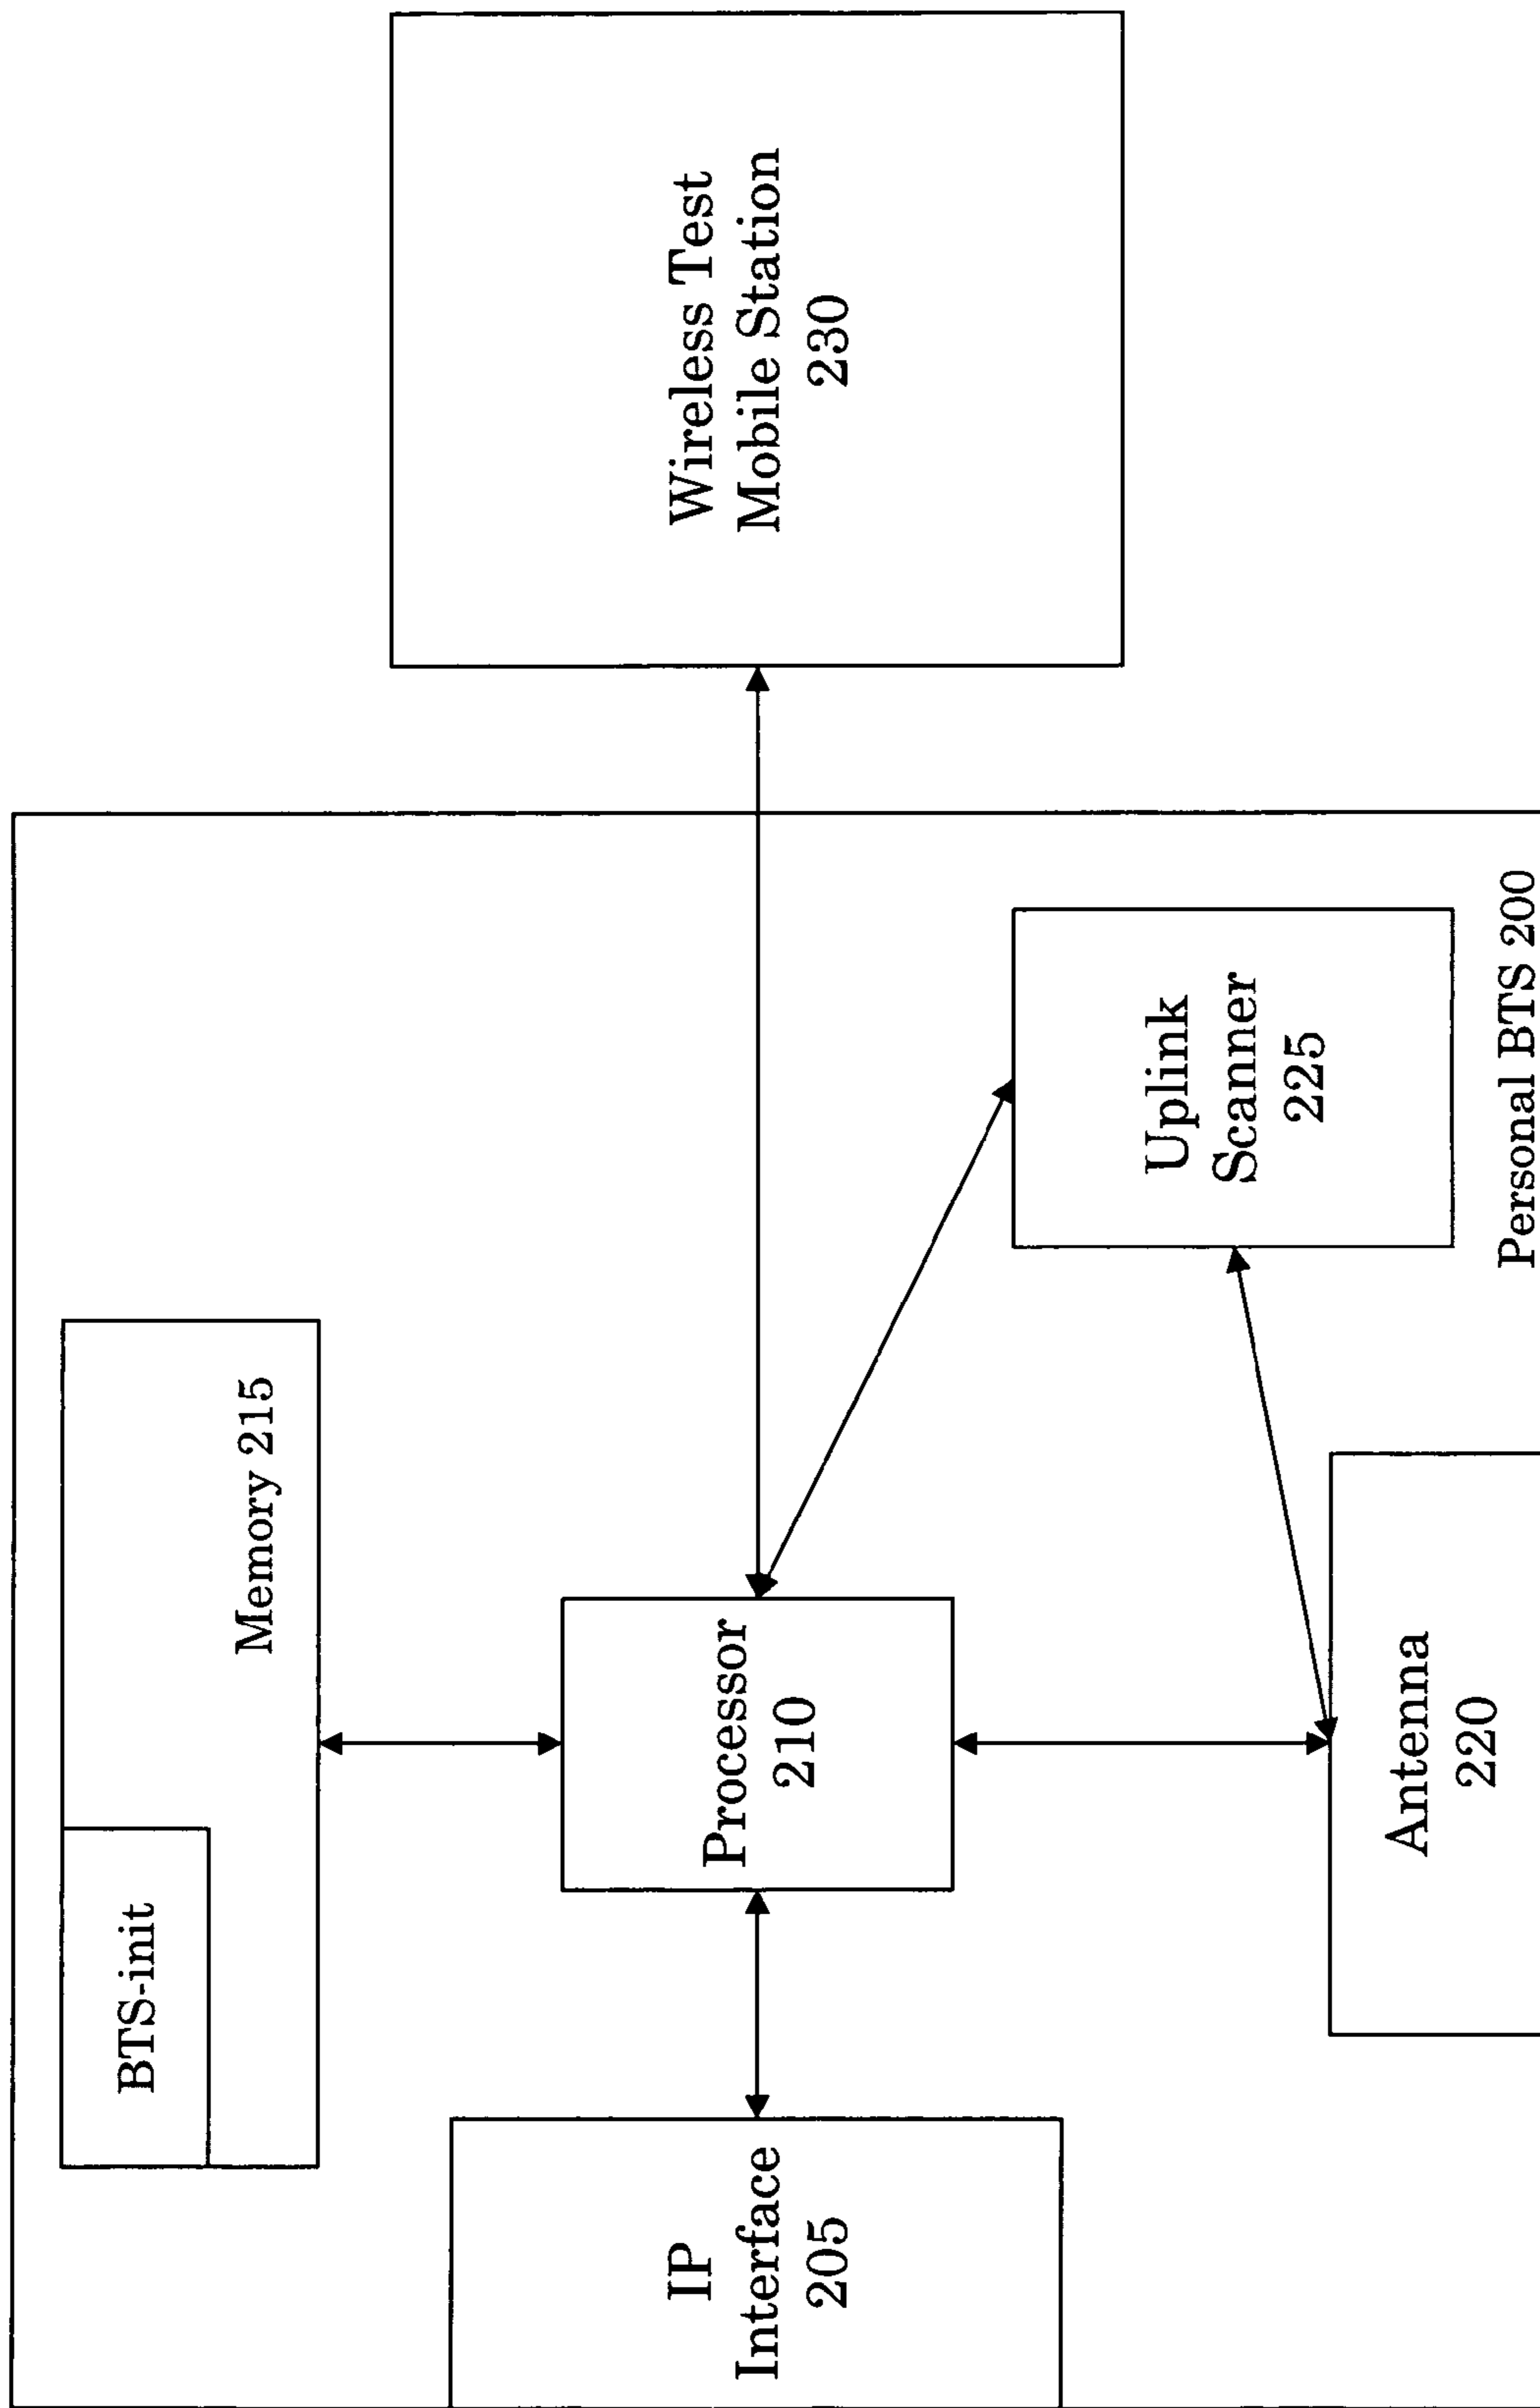 BTS-init
Memory 215
IP
Interface
205
Processor
210
Wireless Test
Mobile Station
230
Uplink
Scanner
225
Antenna
220
Personal BTS 200